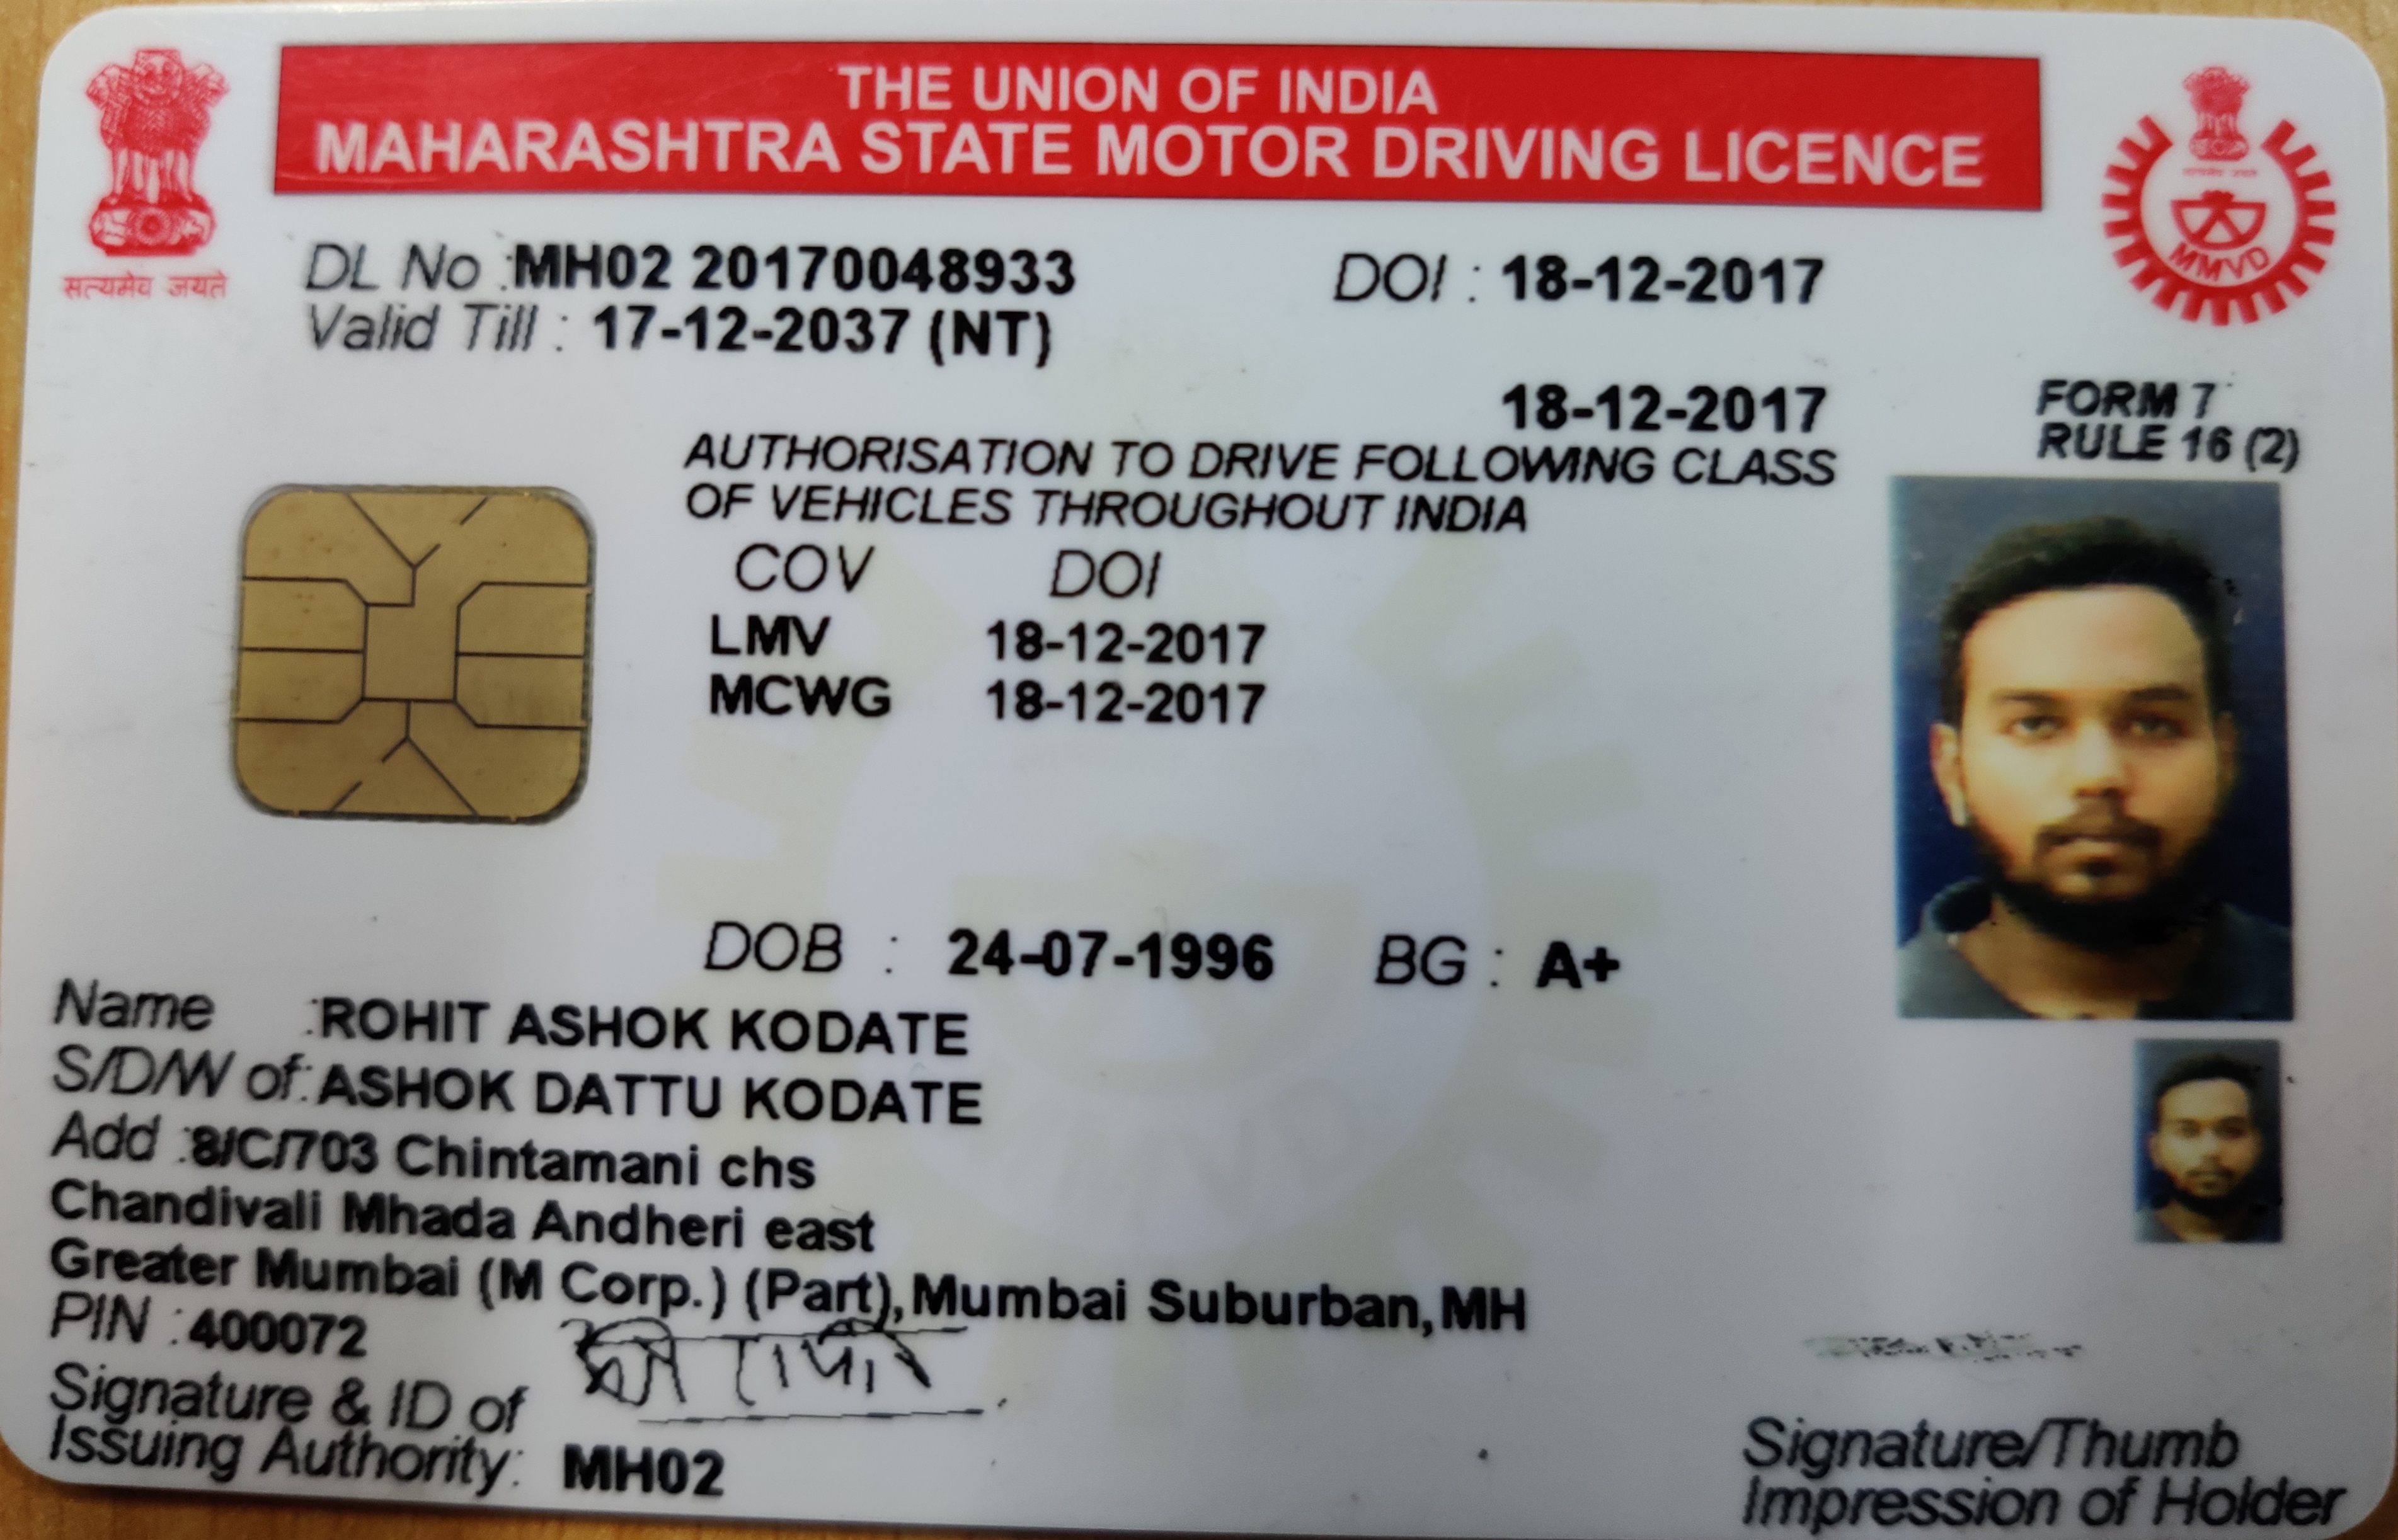 THE UNION OF INDIA
MAHARASHTRA STATE MOTOR DRIVING LICENCE
सत्यमेव जयते
MMVD
DL No : MH02 20170048933 DOI : 18-12-2017
Valid Till : 17-12-2037 (NT)
18-12-2017
FORM 7
RULE 16 (2)
AUTHORISATION TO DRIVE FOLLOWING CLASS
OF VEHICLES THROUGHOUT INDIA
COV DOI
LMV 18-12-2017
MCWG 18-12-2017
DOB : 24-07-1996 BG : A+
Name : ROHIT ASHOK KODATE
S/D/W of : ASHOK DATTU KODATE
Add : 8/C/703 Chintamani chs
Chandivali Mhada Andheri east
Greater Mumbai (M Corp.) (Part),Mumbai Suburban,MH
PIN : 400072
Signature & ID of
Issuing Authority: MH02
Signature/Thumb
Impression of Holder